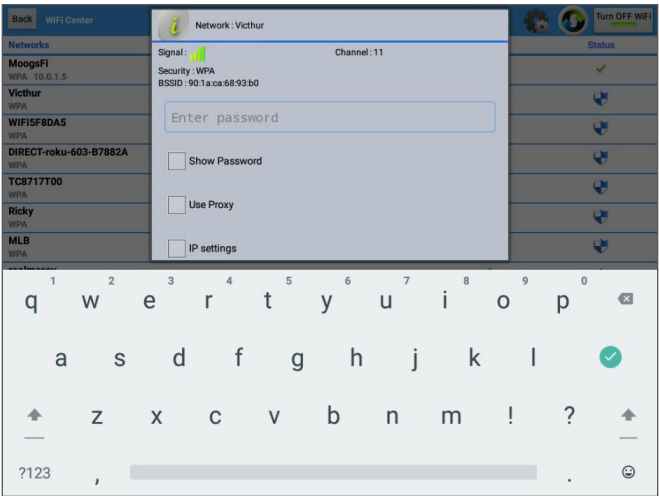 Back WiFi Center
Network : Victhur
Turn OFF WiFi
Networks
Status
Signal :
Channel : 11
Security : WPA
BSSID : 90:1a:ca:68:93:b0
Enter password
Show Password
Use Proxy
IP settings
MoogsFi
WPA 10.0.1.5
Victhur
WPA
WIFI5F8DA5
WPA
DIRECT-roku-603-B7882A
WPA
TC8717T00
WPA
Ricky
WPA
MLB
WPA
1 2 3 4 5 6 7 8 9 0
q w e r t y u i o p
a s d f g h j k l
z x c v b n m ! ?
?123 , .